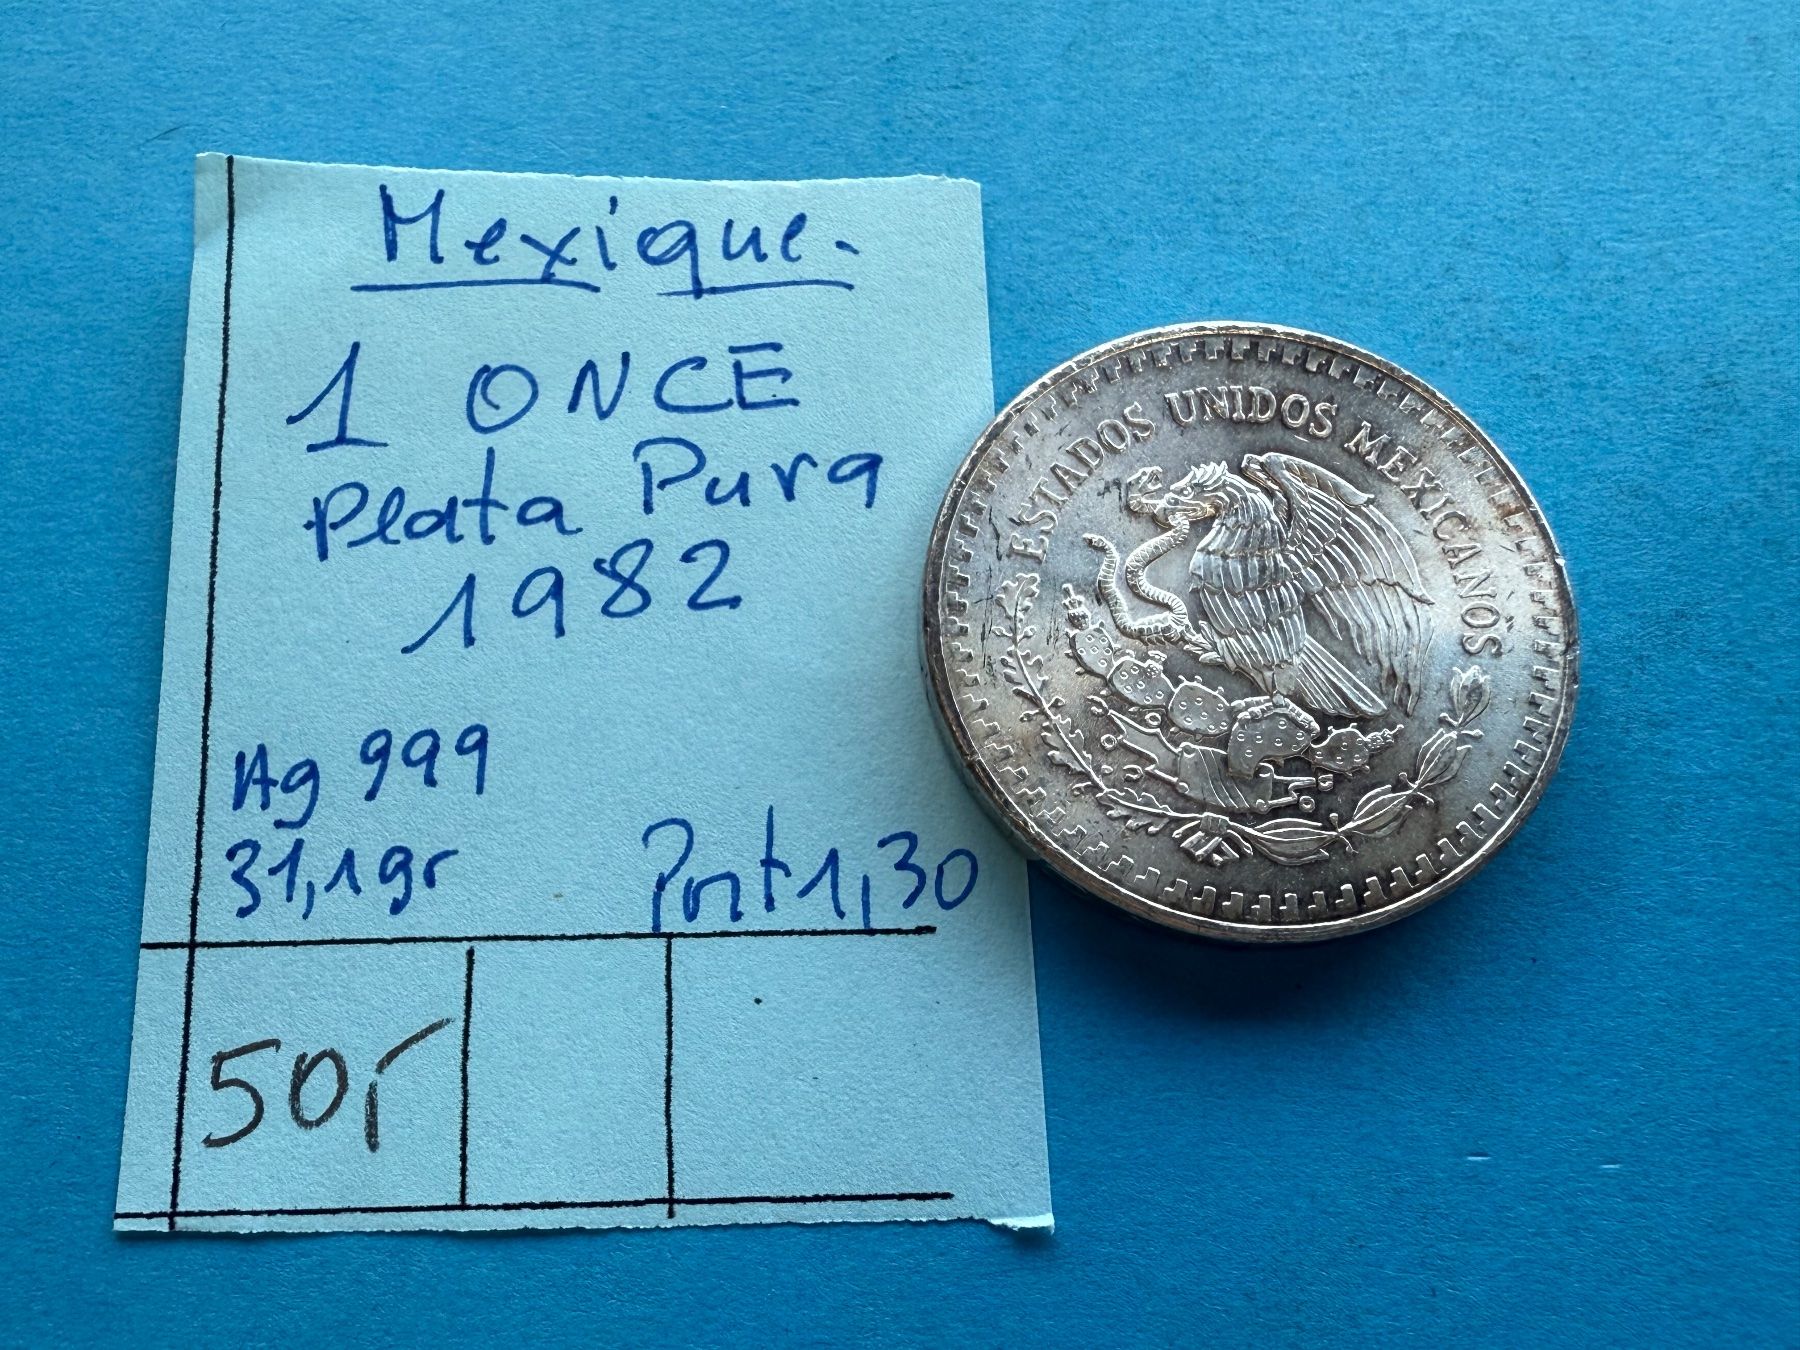 Mexique.
1 ONCE
Plata Pura
1982
Ag 999
31,1gr
Port 1,30
50,-
ESTADOS UNIDOS MEXICANOS